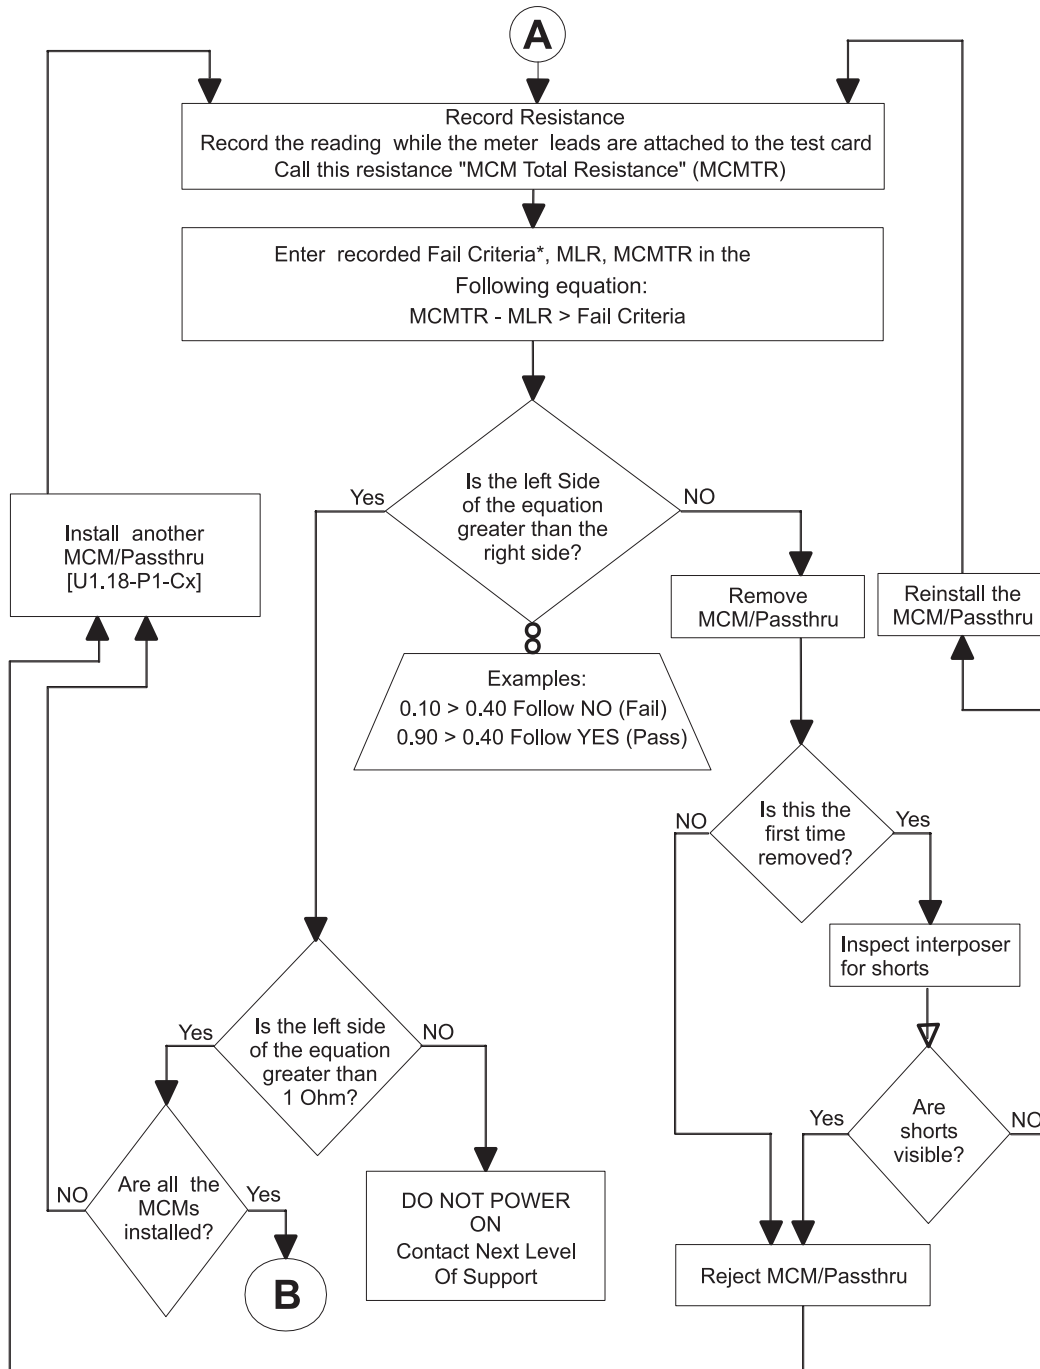 A
Record Resistance
Record the reading while the meter leads are attached to the test card
Call this resistance "MCM Total Resistance" (MCMTR)
Enter recorded Fail Criteria*, MLR, MCMTR in the
Following equation:
MCMTR - MLR > Fail Criteria
Is the left Side
of the equation
greater than the
right side?
Yes
NO
Install another
MCM/Passthru
[U1.18-P1-Cx]
Remove
MCM/Passthru
Reinstall the
MCM/Passthru
Examples:
0.10 > 0.40 Follow NO (Fail)
0.90 > 0.40 Follow YES (Pass)
Is this the
first time
removed?
NO
Yes
Inspect interposer
for shorts
Is the left side
of the equation
greater than
1 Ohm?
Yes
NO
Are
shorts
visible?
Yes
NO
Are all the
MCMs
installed?
NO
Yes
DO NOT POWER
ON
Contact Next Level
Of Support
B
Reject MCM/Passthru